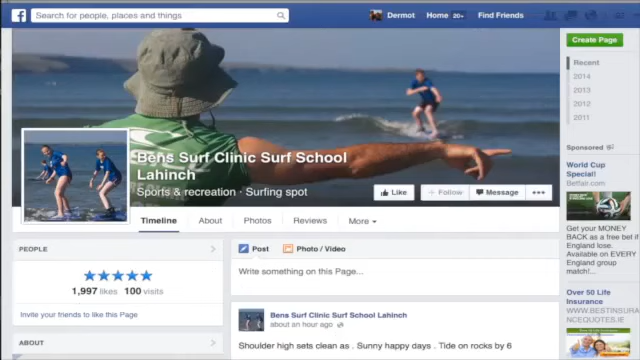 Search for people, places and things
Dermot
Home 20+
Find Friends
Create Page
Recent
2014
2013
2012
2011
Bens Surf Clinic Surf School
Lahinch
Sports & recreation · Surfing spot
Like
+ Follow
Message
•••
Timeline
About
Photos
Reviews
More
PEOPLE
1,997 likes 100 visits
Invite your friends to like this Page
ABOUT
Post
Photo / Video
Write something on this Page...
Bens Surf Clinic Surf School Lahinch
about an hour ago
Shoulder high sets clean as . Sunny happy days . Tide on rocks by 6
Sponsored
World Cup
Special!
Betfair.com
Get your MONEY
BACK as a free bet if
England lose.
Available on EVERY
England group
match!...
Over 50 Life
Insurance
WWW.BESTINSURA
NCEQUOTES.IE